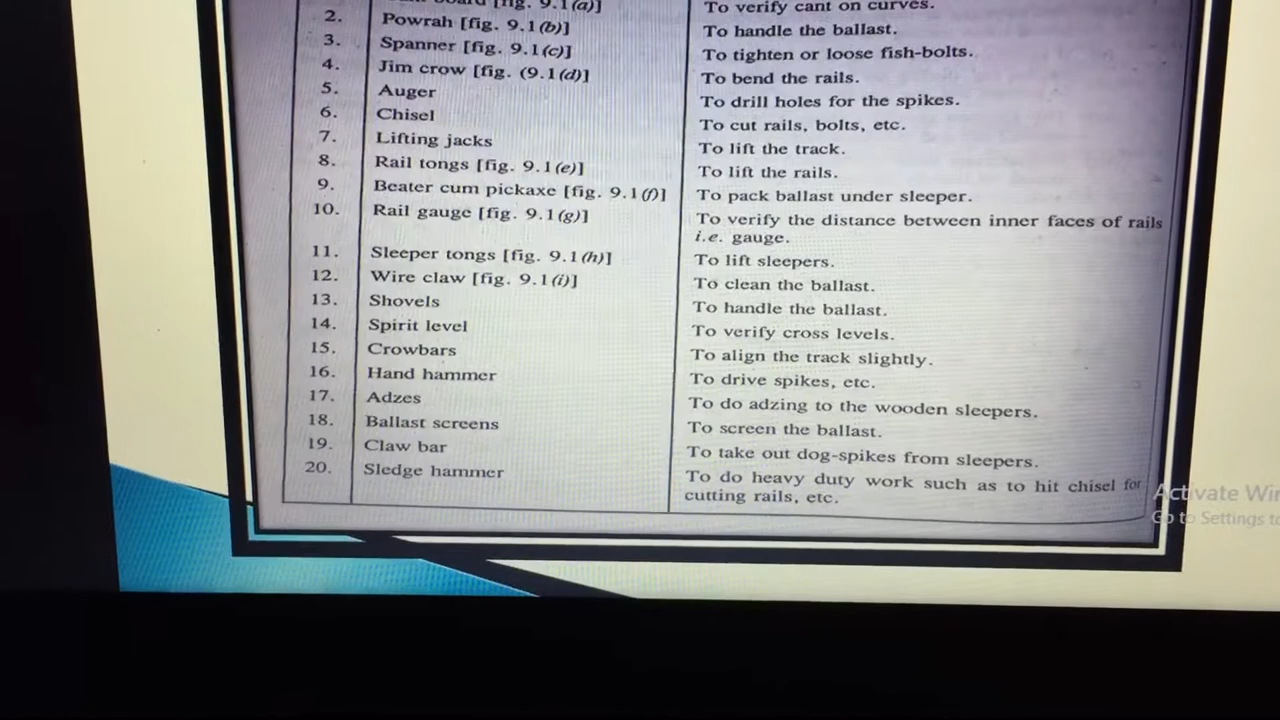 board [fig. 9.1(a)] To verify cant on curves.
2. Powrah [fig. 9.1(b)] To handle the ballast.
3. Spanner [fig. 9.1(c)] To tighten or loose fish-bolts.
4. Jim crow [fig. (9.1(d)] To bend the rails.
5. Auger To drill holes for the spikes.
6. Chisel To cut rails, bolts, etc.
7. Lifting jacks To lift the track.
8. Rail tongs [fig. 9.1(e)] To lift the rails.
9. Beater cum pickaxe [fig. 9.1(f)] To pack ballast under sleeper.
10. Rail gauge [fig. 9.1(g)] To verify the distance between inner faces of rails
i.e. gauge.
11. Sleeper tongs [fig. 9.1(h)] To lift sleepers.
12. Wire claw [fig. 9.1(i)] To clean the ballast.
13. Shovels To handle the ballast.
14. Spirit level To verify cross levels.
15. Crowbars To align the track slightly.
16. Hand hammer To drive spikes, etc.
17. Adzes To do adzing to the wooden sleepers.
18. Ballast screens To screen the ballast.
19. Claw bar To take out dog-spikes from sleepers.
20. Sledge hammer To do heavy duty work such as to hit chisel for
cutting rails, etc.
Activate Win
Go to Settings to